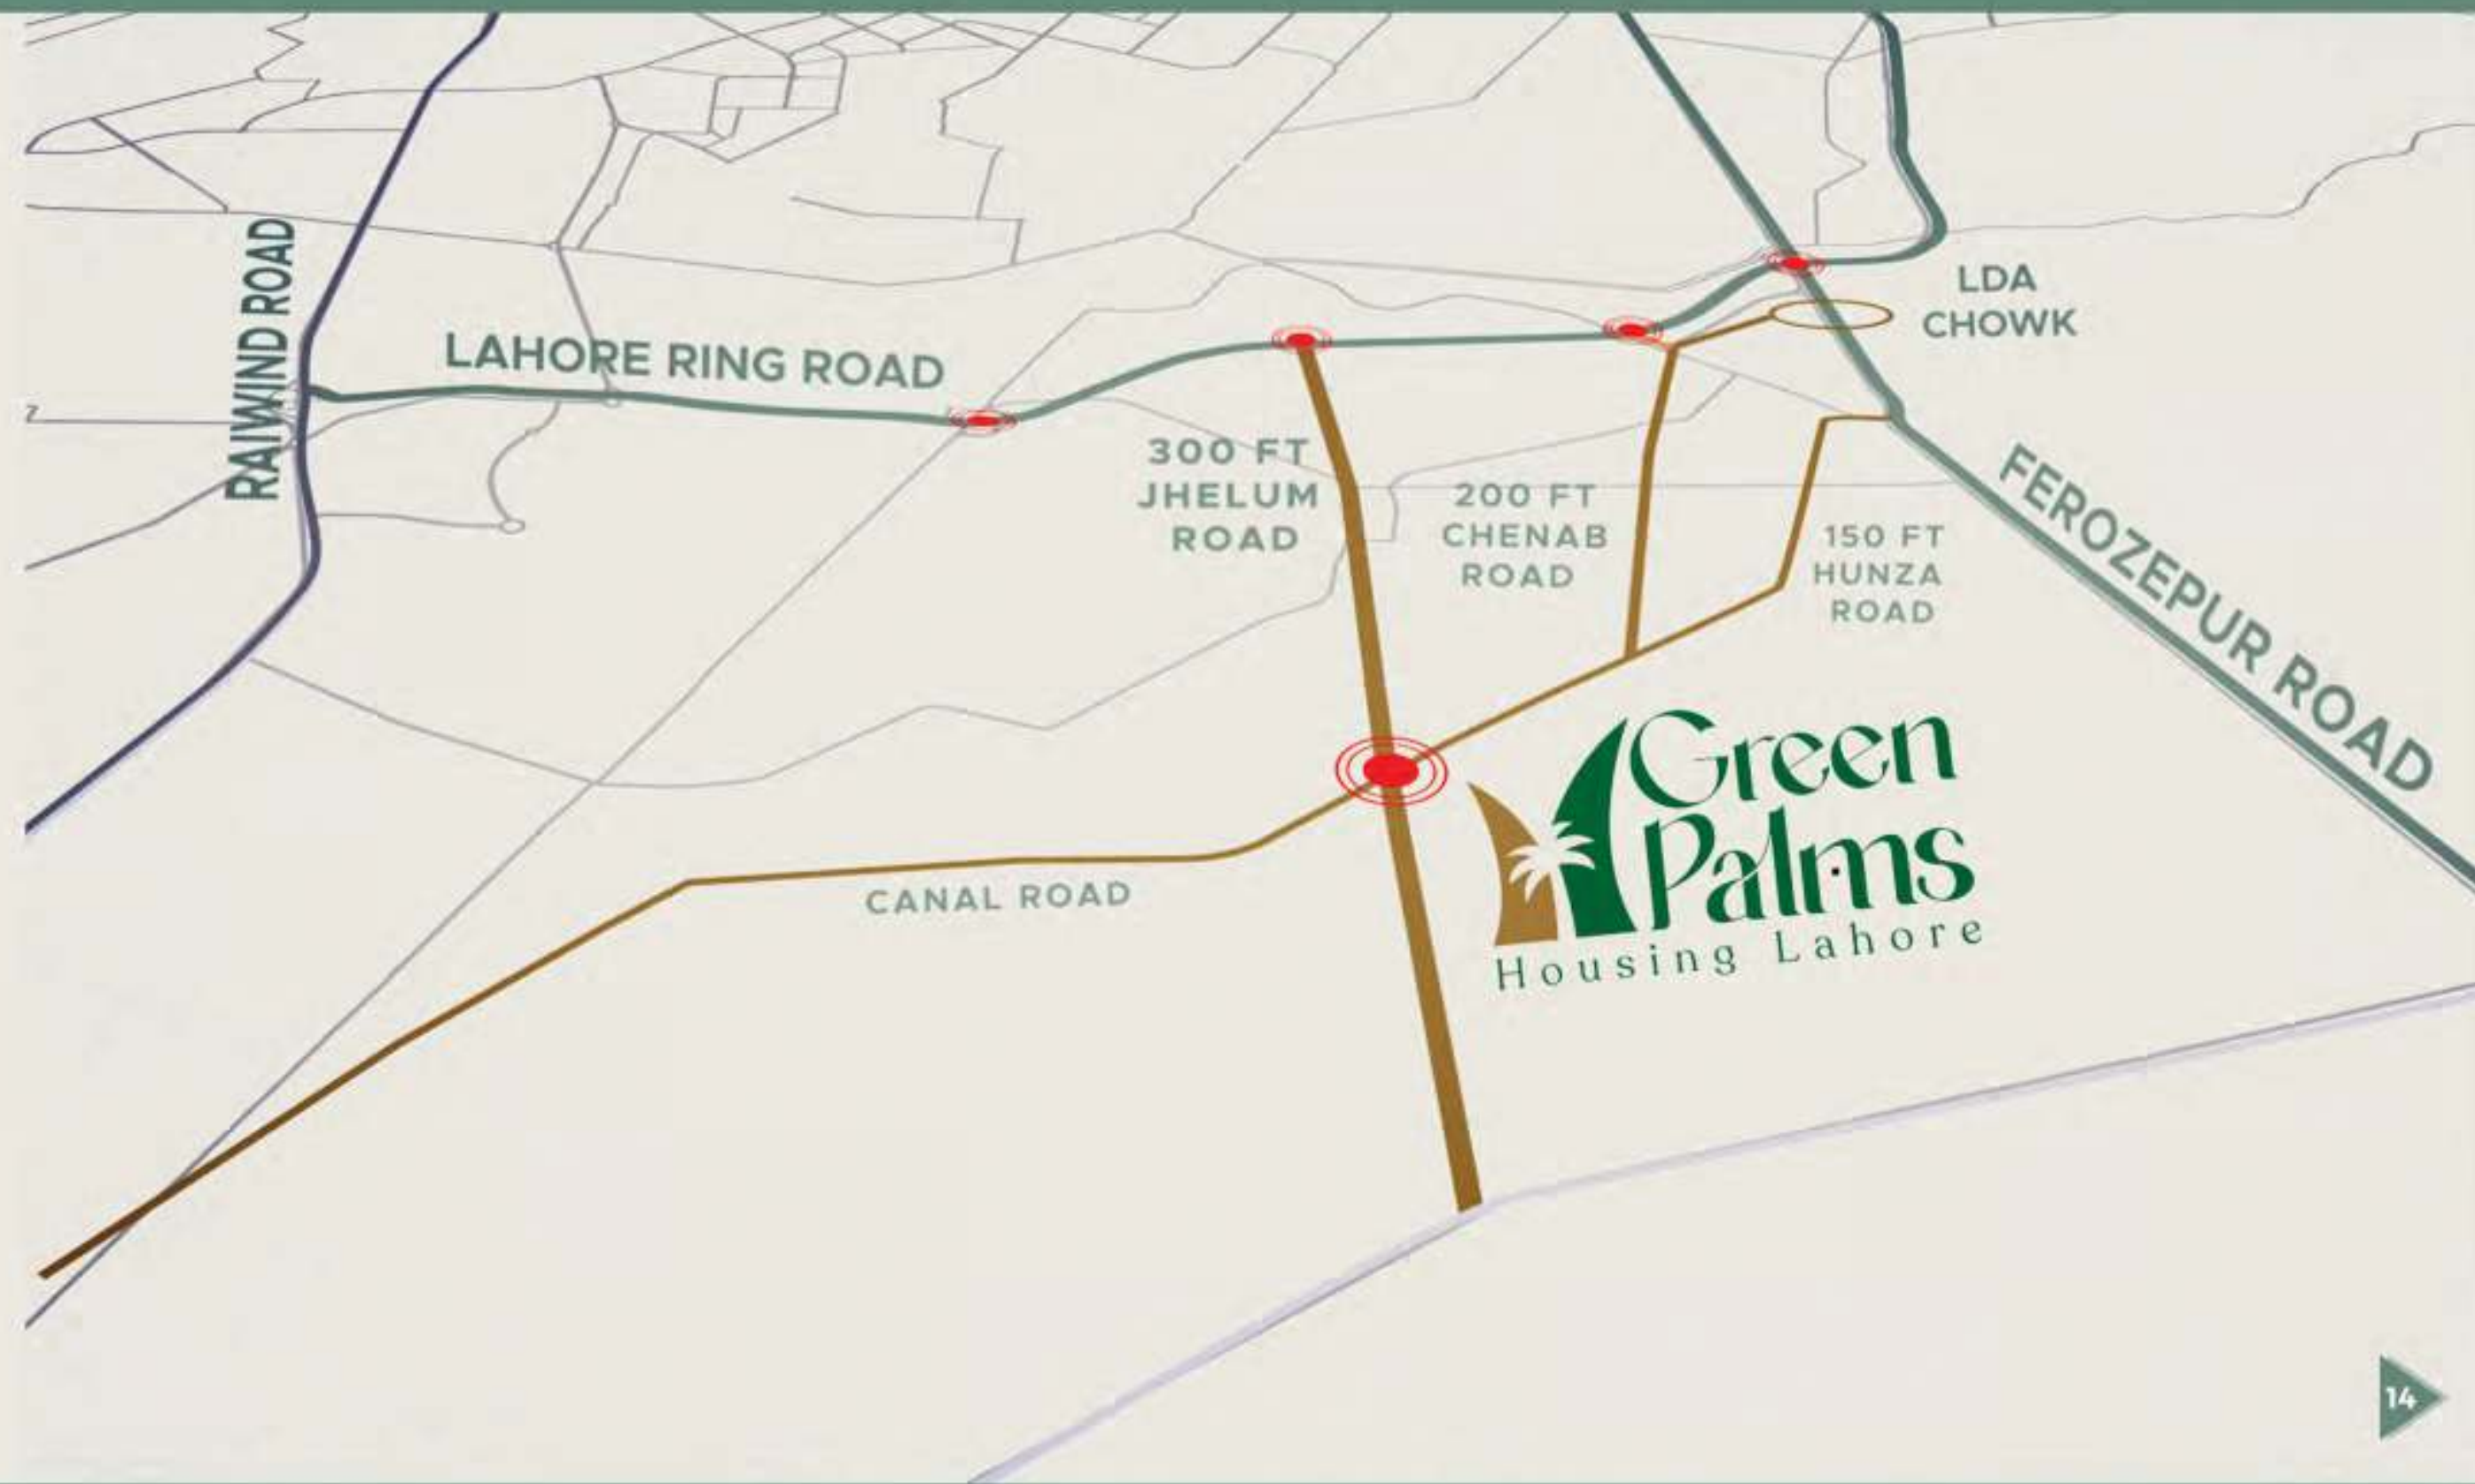 RAIWIND ROAD
LAHORE RING ROAD
LDA
CHOWK
300 FT
JHELUM
ROAD
200 FT
CHENAB
ROAD
150 FT
HUNZA
ROAD
FEROZEPUR ROAD
Green
Palms
Housing Lahore
CANAL ROAD
14